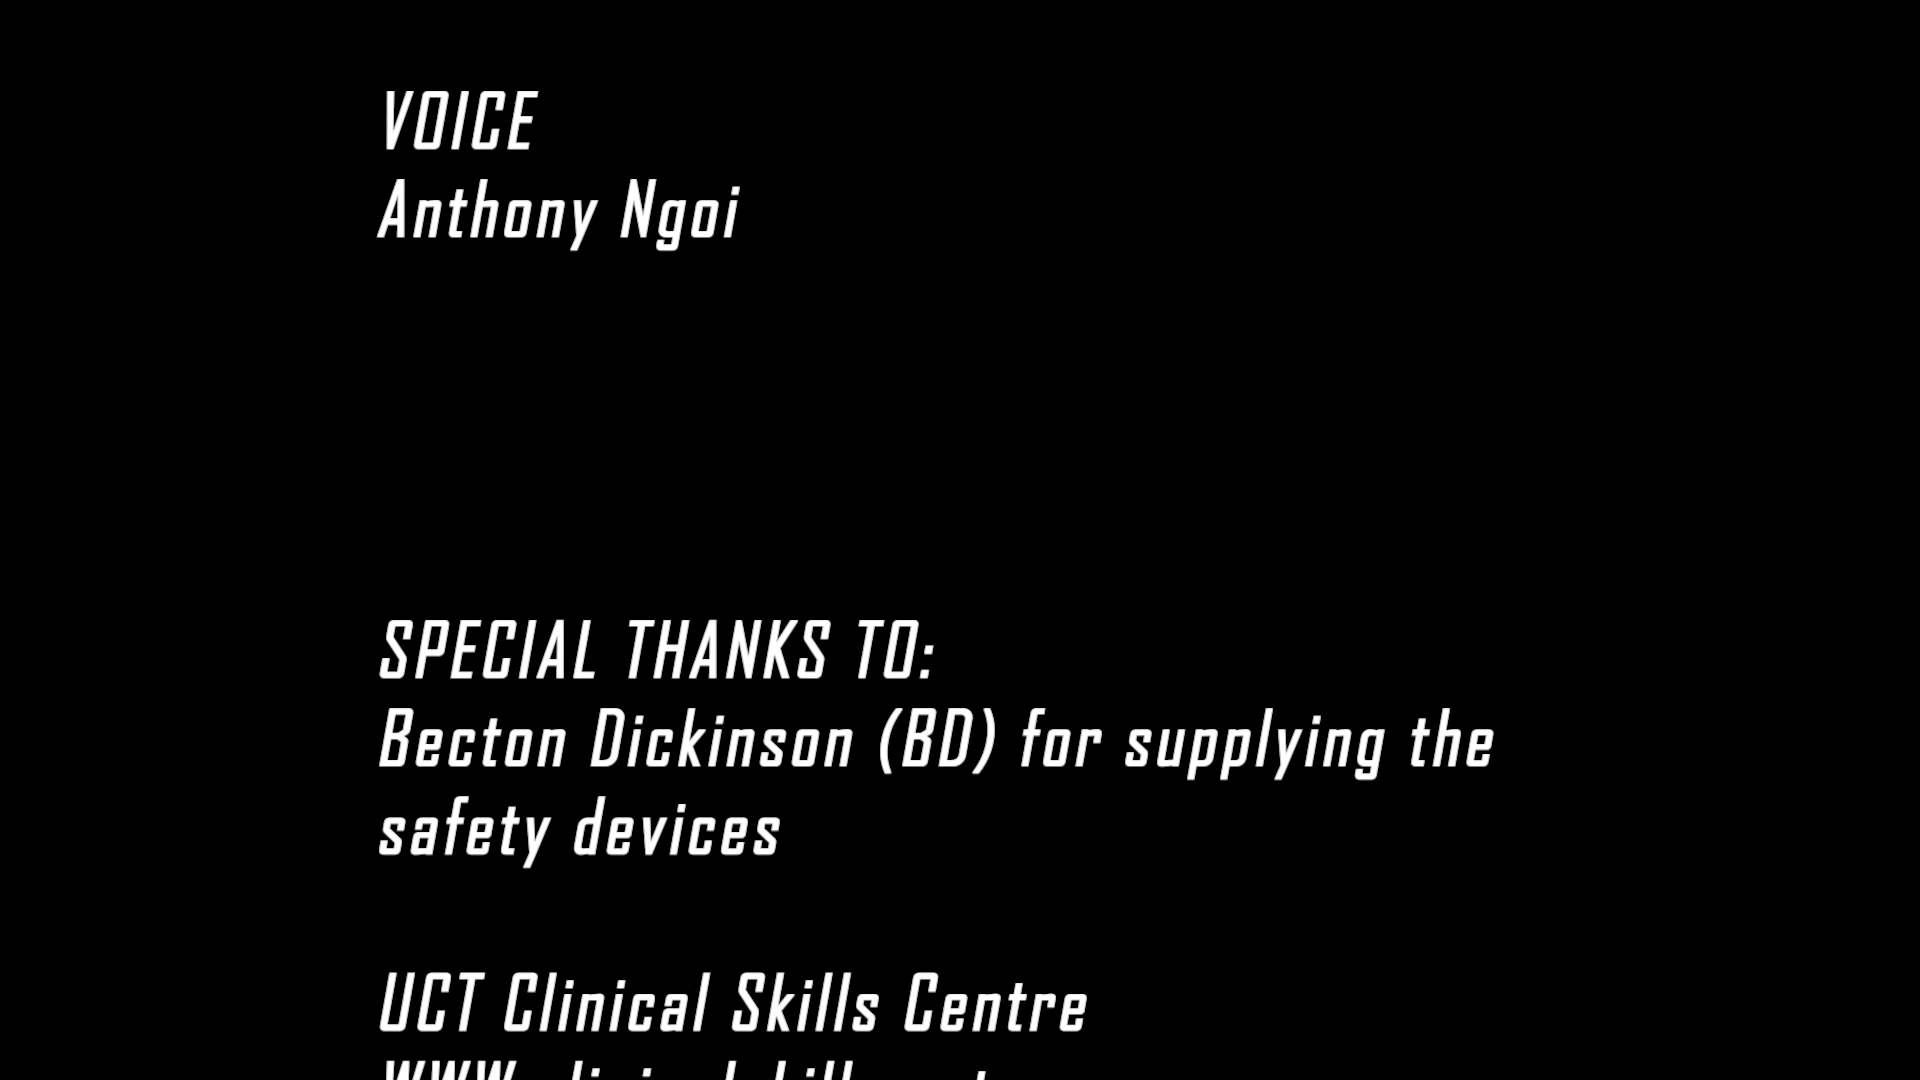 VOICE
Anthony Ngoi
SPECIAL THANKS TO:
Becton Dickinson (BD) for supplying the
safety devices
UCT Clinical Skills Centre